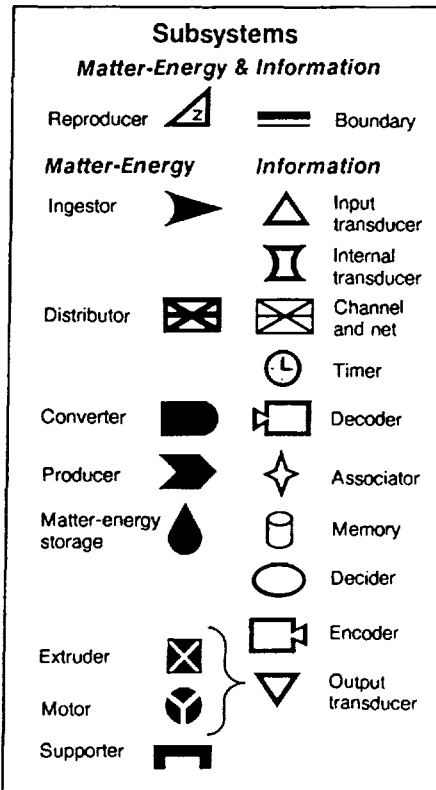 Subsystems
Matter-Energy & Information
Reproducer Z Boundary
Matter-Energy Information
Ingestor Input
transducer
Internal
transducer
Distributor Channel
and net
Timer
Converter Decoder
Producer Associator
Matter-energy
storage
Memory
Decider
Encoder
Extruder
Output
transducer
Motor
Supporter